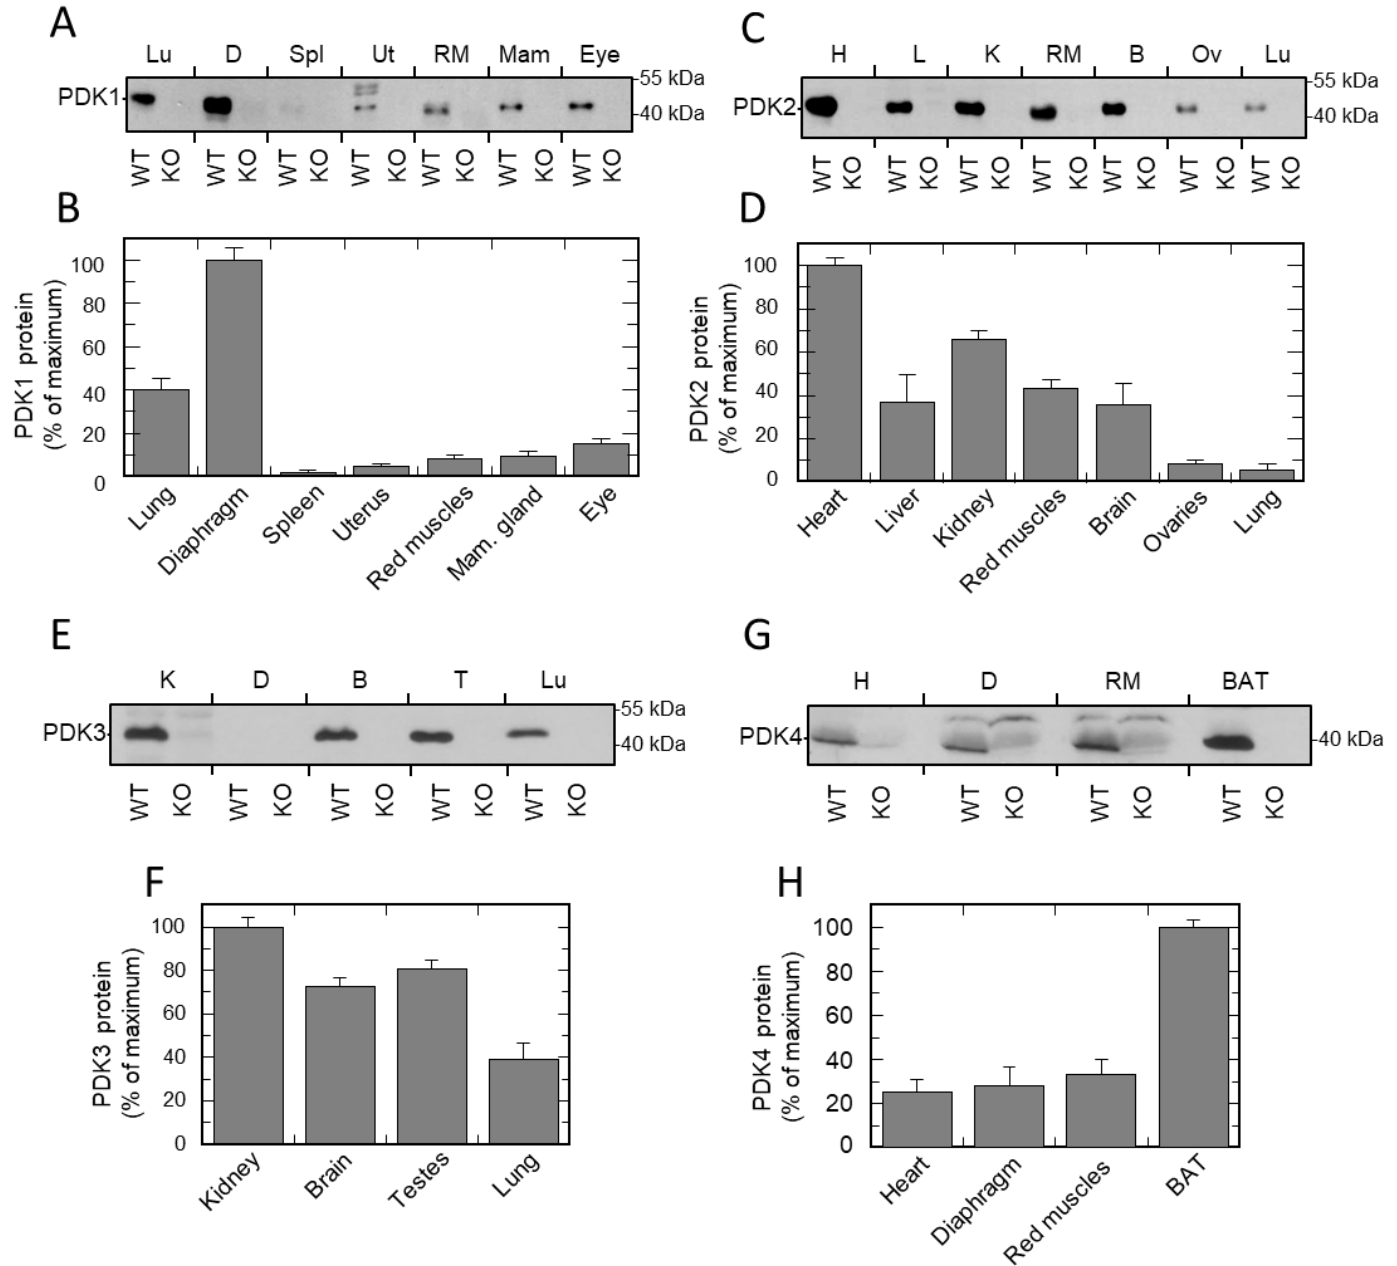 A
Lu D Spl Ut RM Mam Eye
PDK1
55 kDa
40 kDa
WT KO WT KO WT KO WT KO WT KO WT KO WT KO
B
PDK1 protein
(% of maximum)
100
80
60
40
20
0
Lung Diaphragm Spleen Uterus Red muscles Mam. gland Eye
C
H L K RM B Ov Lu
PDK2
55 kDa
40 kDa
WT KO WT KO WT KO WT KO WT KO WT KO WT KO
D
PDK2 protein
(% of maximum)
100
80
60
40
20
0
Heart Liver Kidney Red muscles Brain Ovaries Lung
E
K D B T Lu
PDK3
55 kDa
40 kDa
WT KO WT KO WT KO WT KO WT KO
F
PDK3 protein
(% of maximum)
100
80
60
40
20
0
Kidney Brain Testes Lung
G
H D RM BAT
PDK4
40 kDa
WT KO WT KO WT KO WT KO
H
PDK4 protein
(% of maximum)
100
80
60
40
20
0
Heart Diaphragm Red muscles BAT